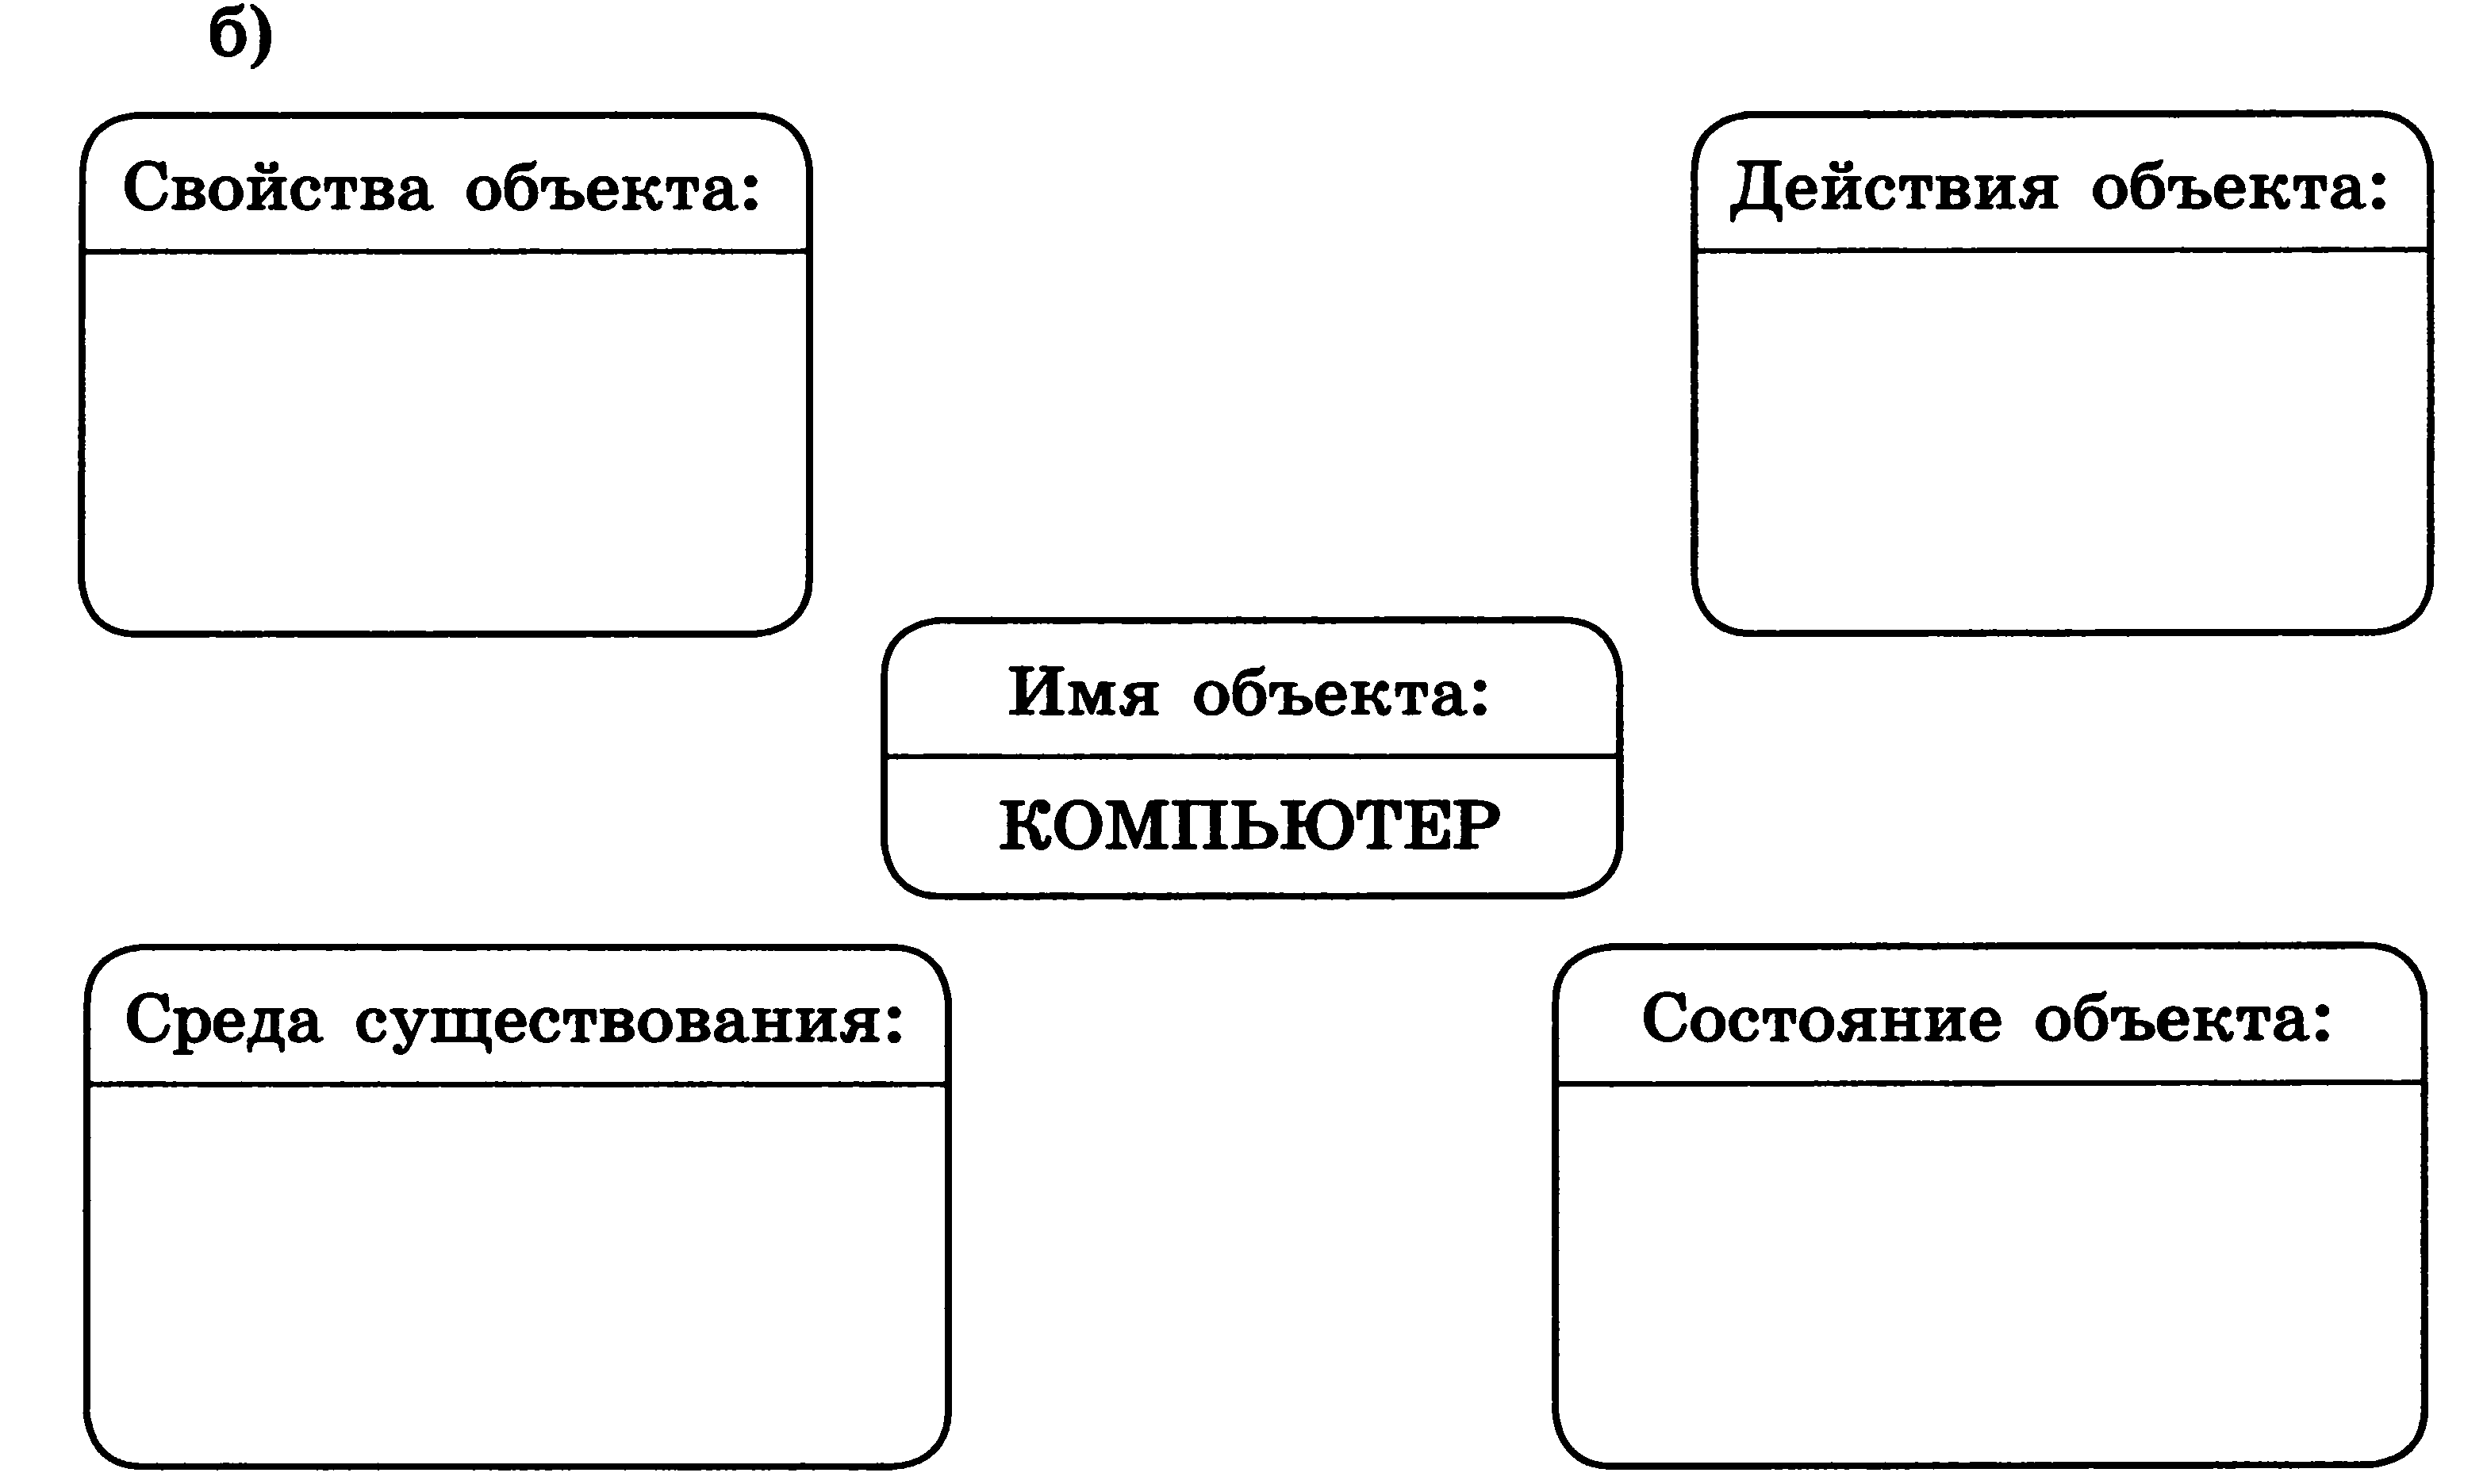 б)
Свойства объекта:
Действия объекта:
Имя объекта:
КОМПЬЮТЕР
Среда существования:
Состояние объекта: